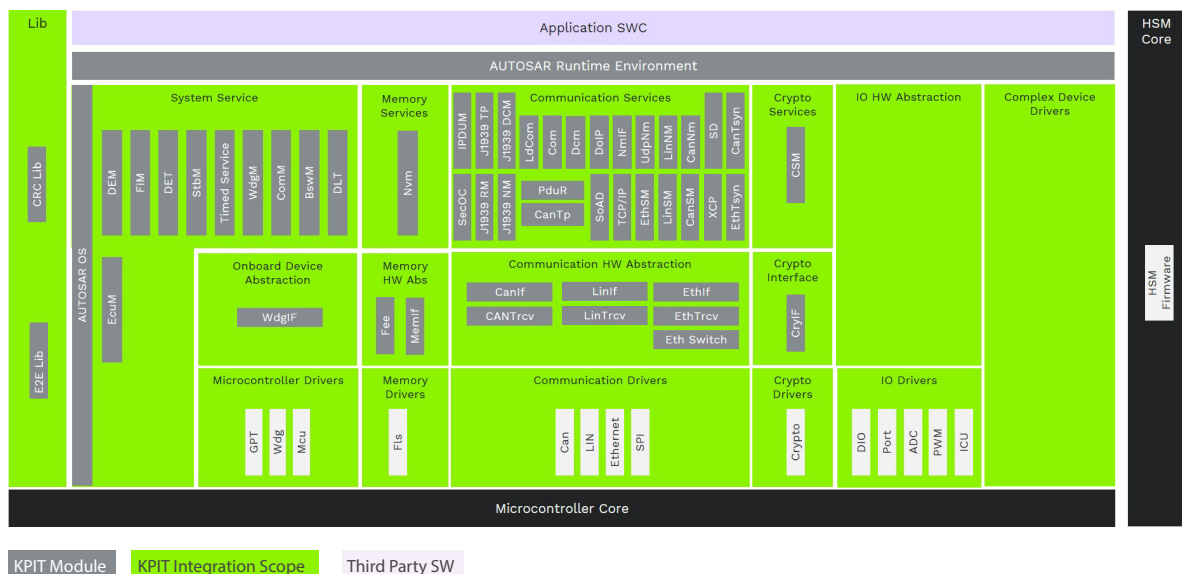 Lib
CRC Lib
E2E Lib
Application SWC
AUTOSAR Runtime Environment
AUTOSAR OS
System Service
DEM
FiM
DET
StbM
Timed Service
WdgM
ComM
BswM
DLT
EcuM
Memory
Services
Nvm
Communication Services
IPDUM
J1939 TP
J1939 DCM
LdCom
Com
Dcm
DoIP
NmIF
UdpNm
LinNM
CanNm
SD
CanTsyn
SecOC
J1939 RM
J1939 NM
PduR
CanTp
SoAD
TCP/IP
EthSM
LinSM
CanSM
XCP
EthTsyn
Crypto
Services
CSM
IO HW Abstraction
Complex Device
Drivers
Onboard Device
Abstraction
WdgIF
Memory
HW Abs
Fee
MemIf
Communication HW Abstraction
CanIf
LinIf
EthIf
CANTrcv
LinTrcv
EthTrcv
Eth Switch
Crypto
Interface
CryIF
Microcontroller Drivers
GPT
Wdg
Mcu
Memory
Drivers
Fls
Communication Drivers
Can
LIN
Ethernet
SPI
Crypto
Drivers
Crypto
IO Drivers
DIO
Port
ADC
PWM
ICU
Microcontroller Core
HSM
Core
HSM
Firmware
KPIT Module
KPIT Integration Scope
Third Party SW